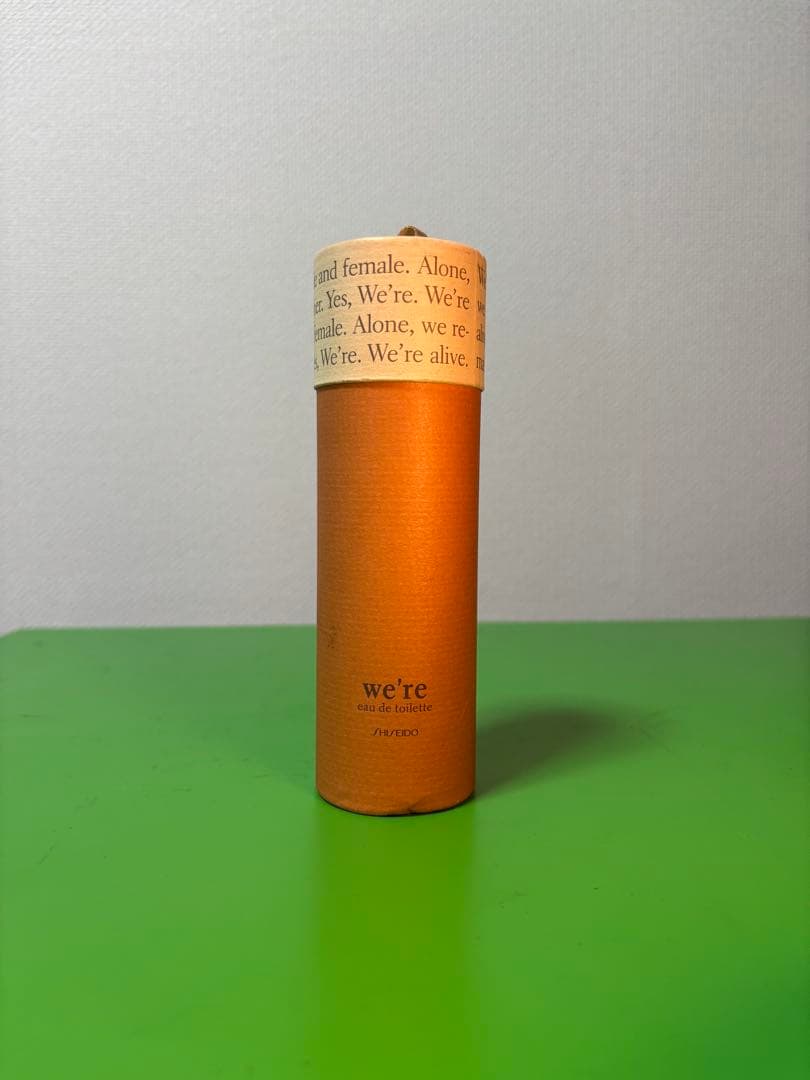 and female. Alone,
Yes, We're. We're
Alone, we re-
We're. We're alive.
we're
eau de toilette
SHISEIDO